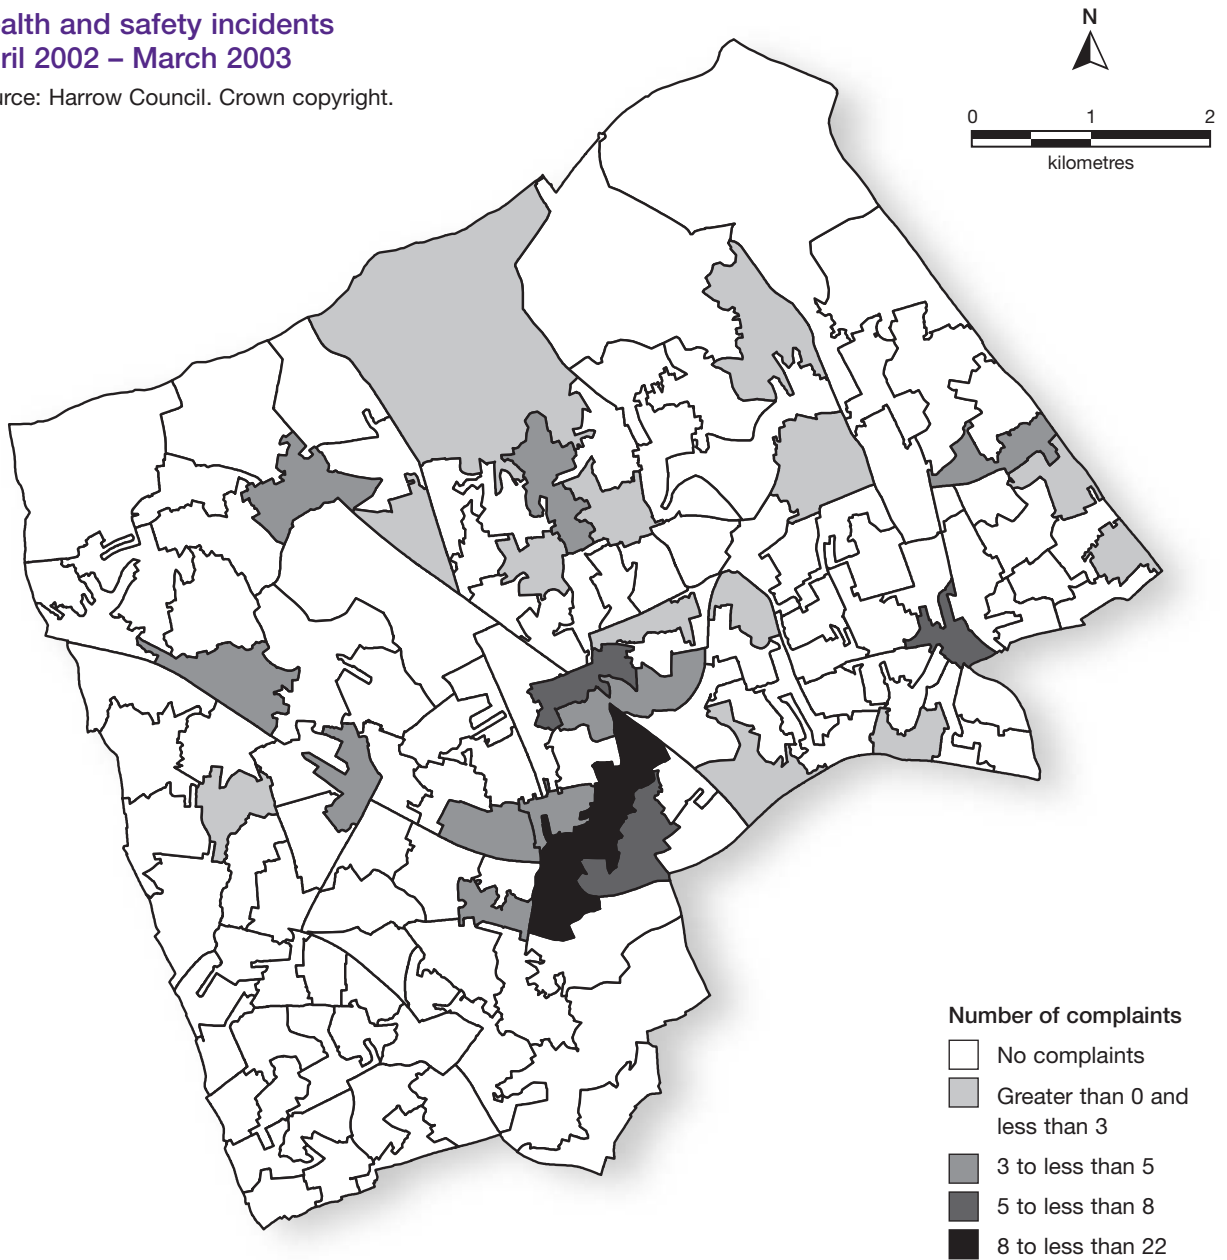 alth and safety incidents
ril 2002 – March 2003
urce: Harrow Council. Crown copyright.
N
0 1 2
kilometres
Number of complaints
No complaints
Greater than 0 and
less than 3
3 to less than 5
5 to less than 8
8 to less than 22